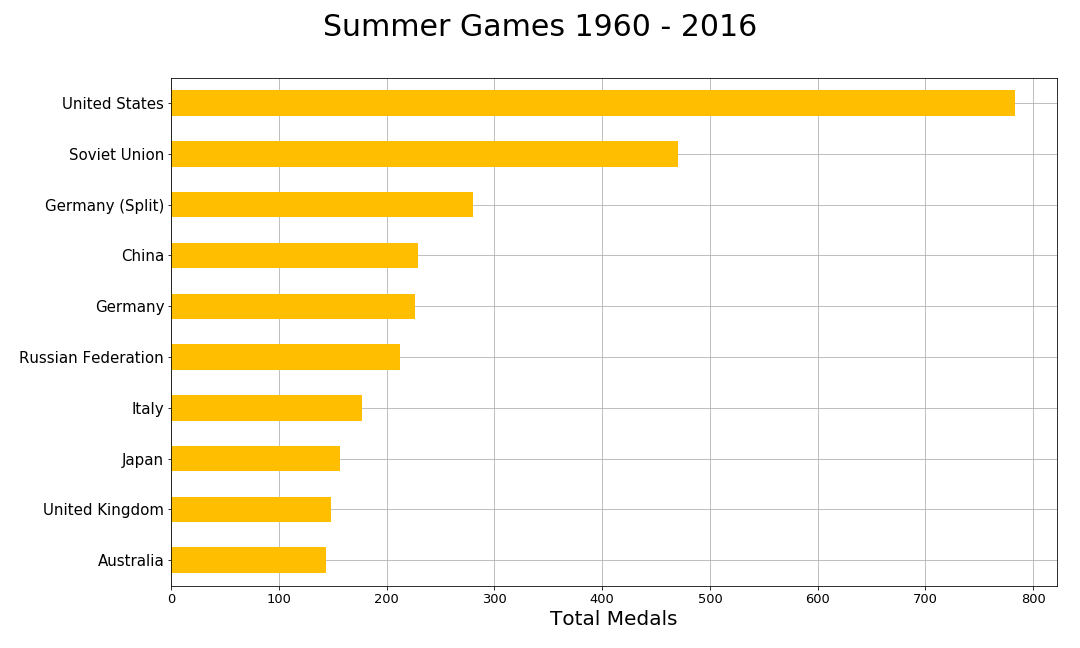 Summer Games 1960 - 2016
United States
Soviet Union
Germany (Split)
China
Germany
Russian Federation
Italy
Japan
United Kingdom
Australia
0 100 200 300 400 500 600 700 800
Total Medals